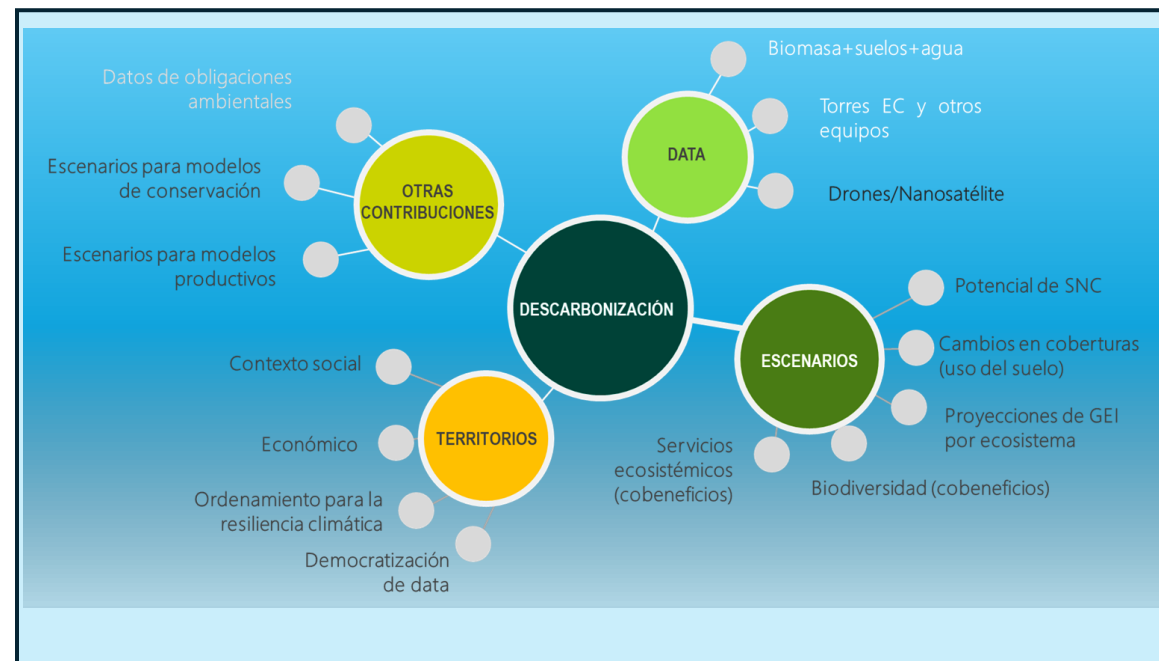 Datos de obligaciones
ambientales
Escenarios para modelos
de conservación
Escenarios para modelos
productivos
OTRAS
CONTRIBUCIONES
Biomasa+suelos+agua
Torres EC y otros
equipos
Drones/Nanosatélite
DATA
DESCARBONIZACIÓN
Potencial de SNC
Cambios en coberturas
(uso del suelo)
Proyecciones de GEI
por ecosistema
Biodiversidad (cobeneficios)
Servicios
ecosistémicos
(cobeneficios)
ESCENARIOS
Contexto social
Económico
Ordenamiento para la
resiliencia climática
Democratización
de data
TERRITORIOS